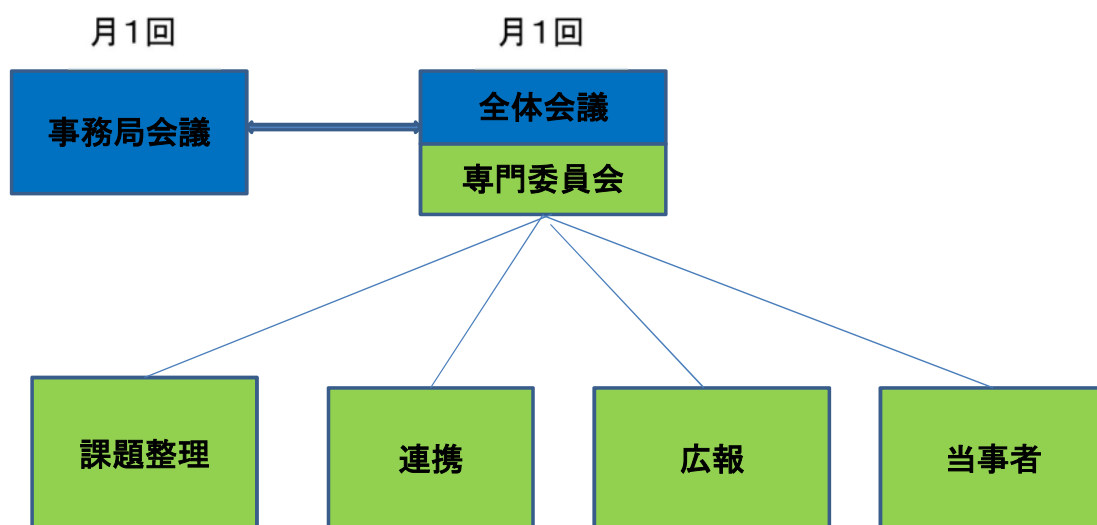 月1回
月1回
事務局会議
全体会議
専門委員会
課題整理
連携
広報
当事者